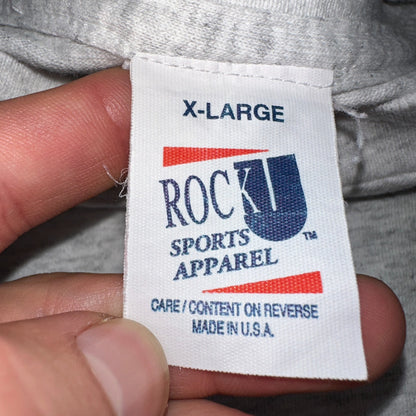 X-LARGE
ROCK U
SPORTS
APPAREL ™
CARE / CONTENT ON REVERSE
MADE IN U.S.A.